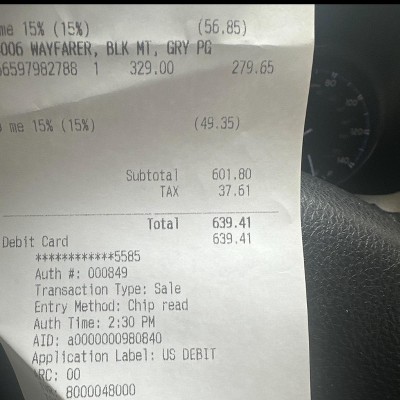 me 15% (15%) (56.85)
006 WAYFARER, BLK MT, GRY PG
6597982788 1 329.00 279.65
me 15% (15%) (49.35)
Subtotal 601.80
TAX 37.61
Total 639.41
Debit Card 639.41
************5585
Auth #: 000849
Transaction Type: Sale
Entry Method: Chip read
Auth Time: 2:30 PM
AID: a0000000980840
Application Label: US DEBIT
RC: 00
8000048000